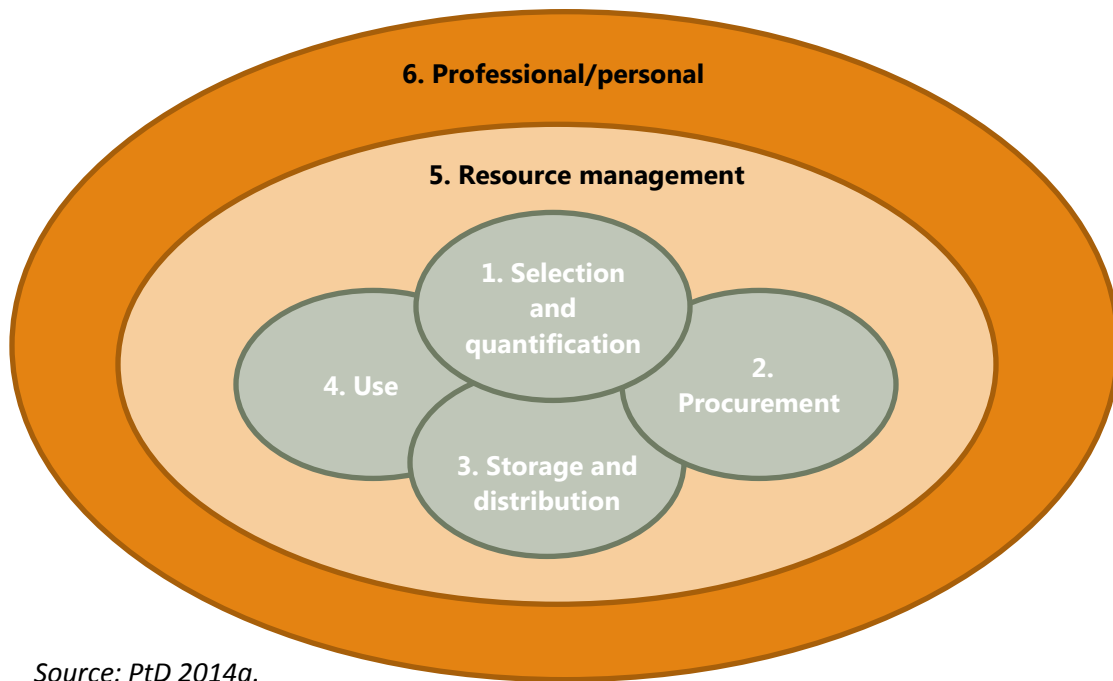 6. Professional/personal
5. Resource management
1. Selection
and
quantification
2.
Procurement
4. Use
3. Storage and
distribution
Source: PtD 2014a.